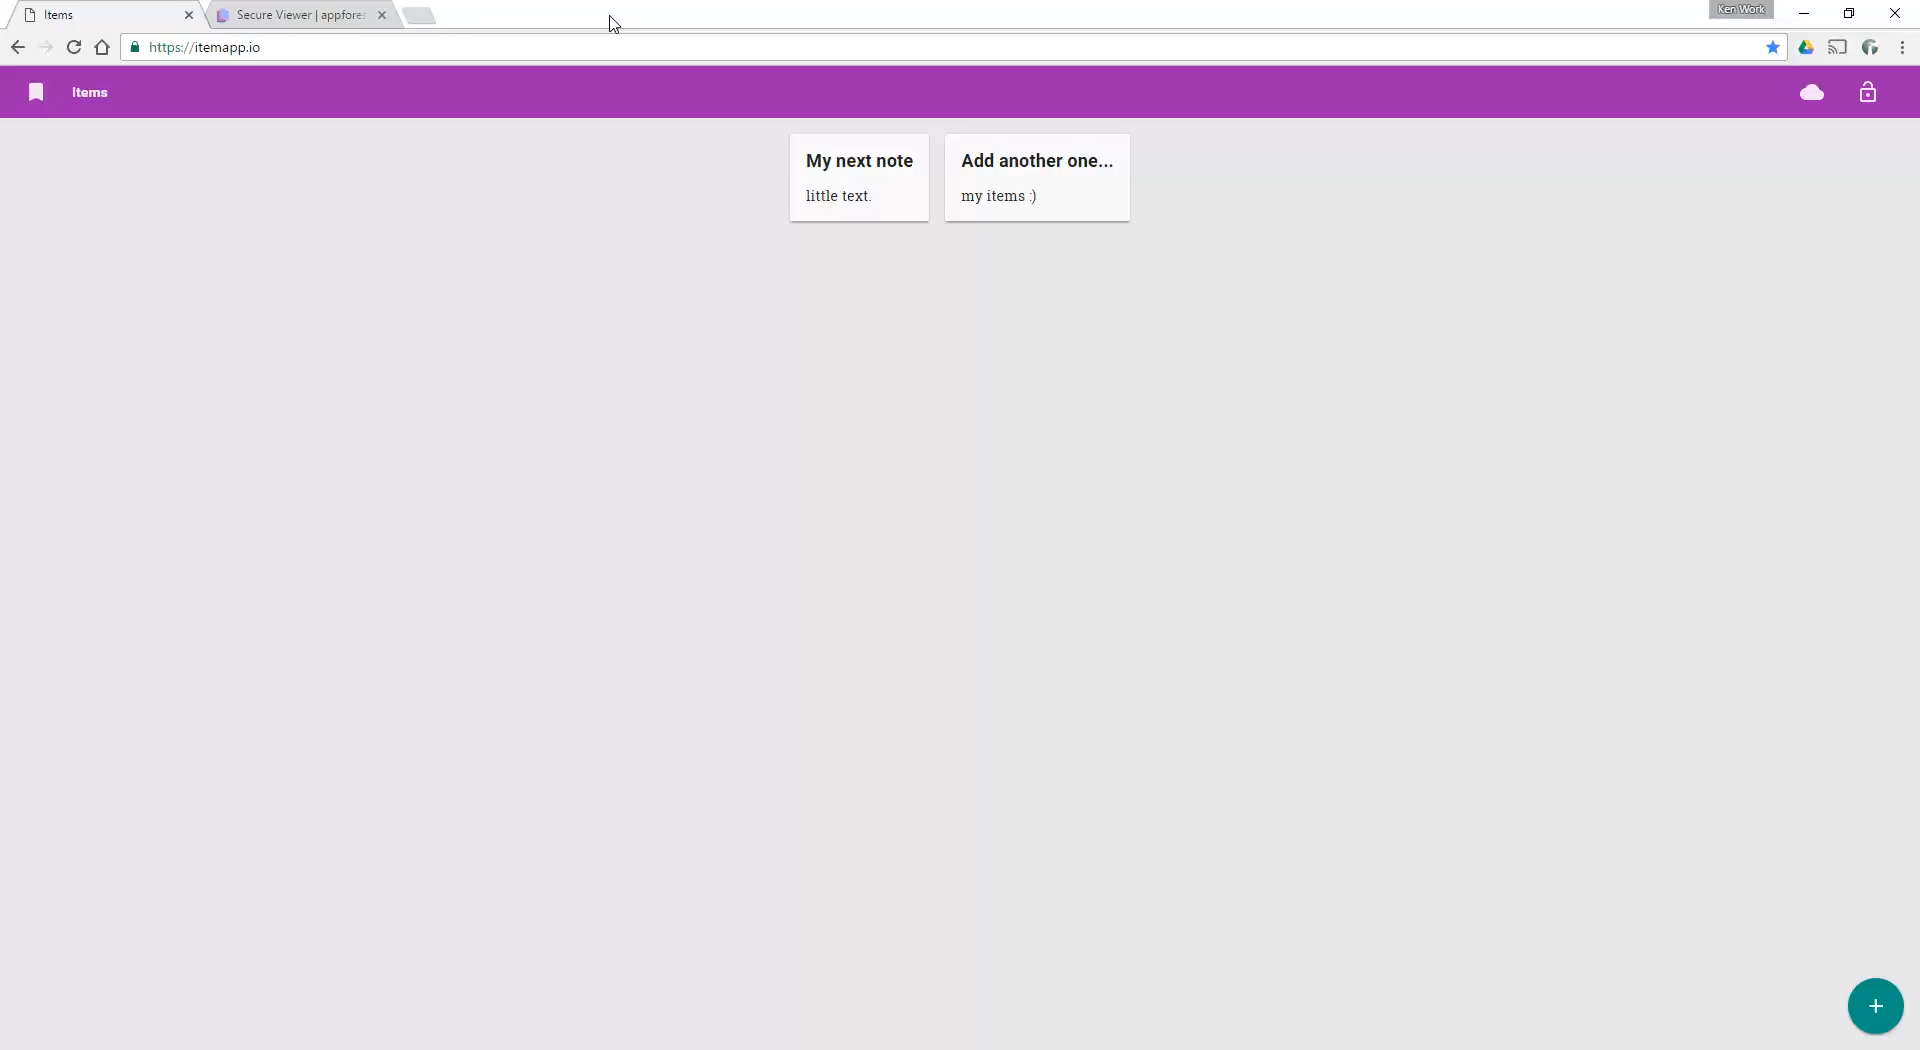 Items
Secure Viewer | appfores
Ken Work
https://itemapp.io
Items
My next note
little text.
Add another one...
my items :)